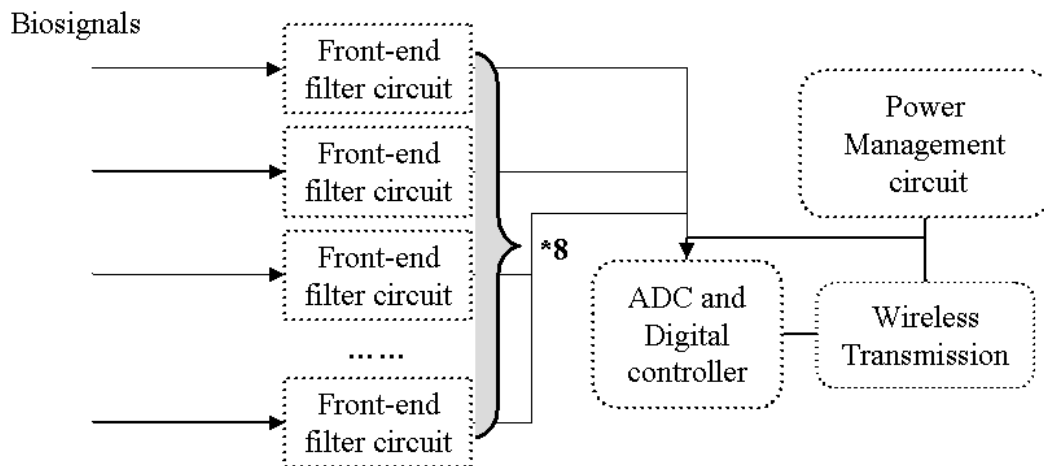 Biosignals
Front-end
filter circuit
Front-end
filter circuit
Front-end
filter circuit
……
Front-end
filter circuit
*8
Power
Management
circuit
ADC and
Digital
controller
Wireless
Transmission